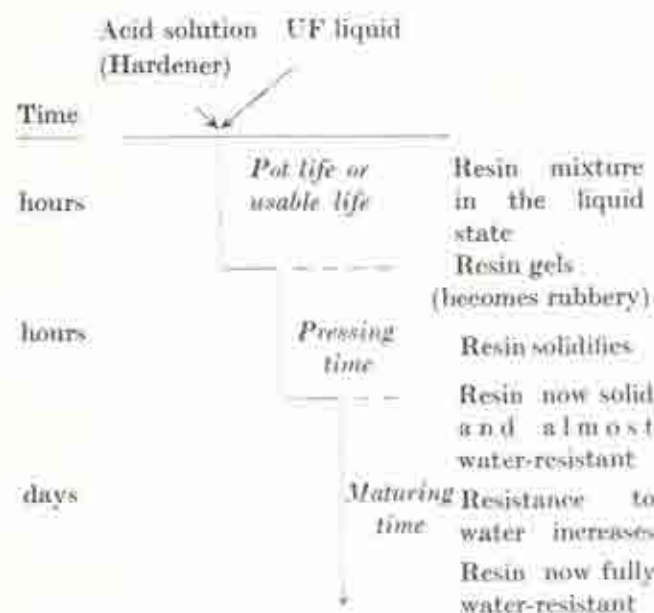 Acid solution UF liquid
(Hardener)
Time
Pot life or
usable life
hours
Resin mixture
in the liquid
state
Resin gels
(becomes rubbery)
hours
Pressing
time
Resin solidifies
Resin now solid
and almost
water-resistant
days
Maturing
time
Resistance to
water increases
Resin now fully
water-resistant